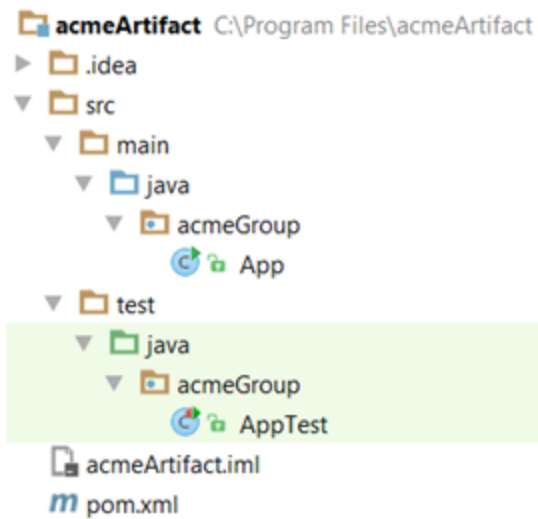 acmeArtifact C:\Program Files\acmeArtifact
.idea
src
main
java
acmeGroup
App
test
java
acmeGroup
AppTest
acmeArtifact.iml
pom.xml